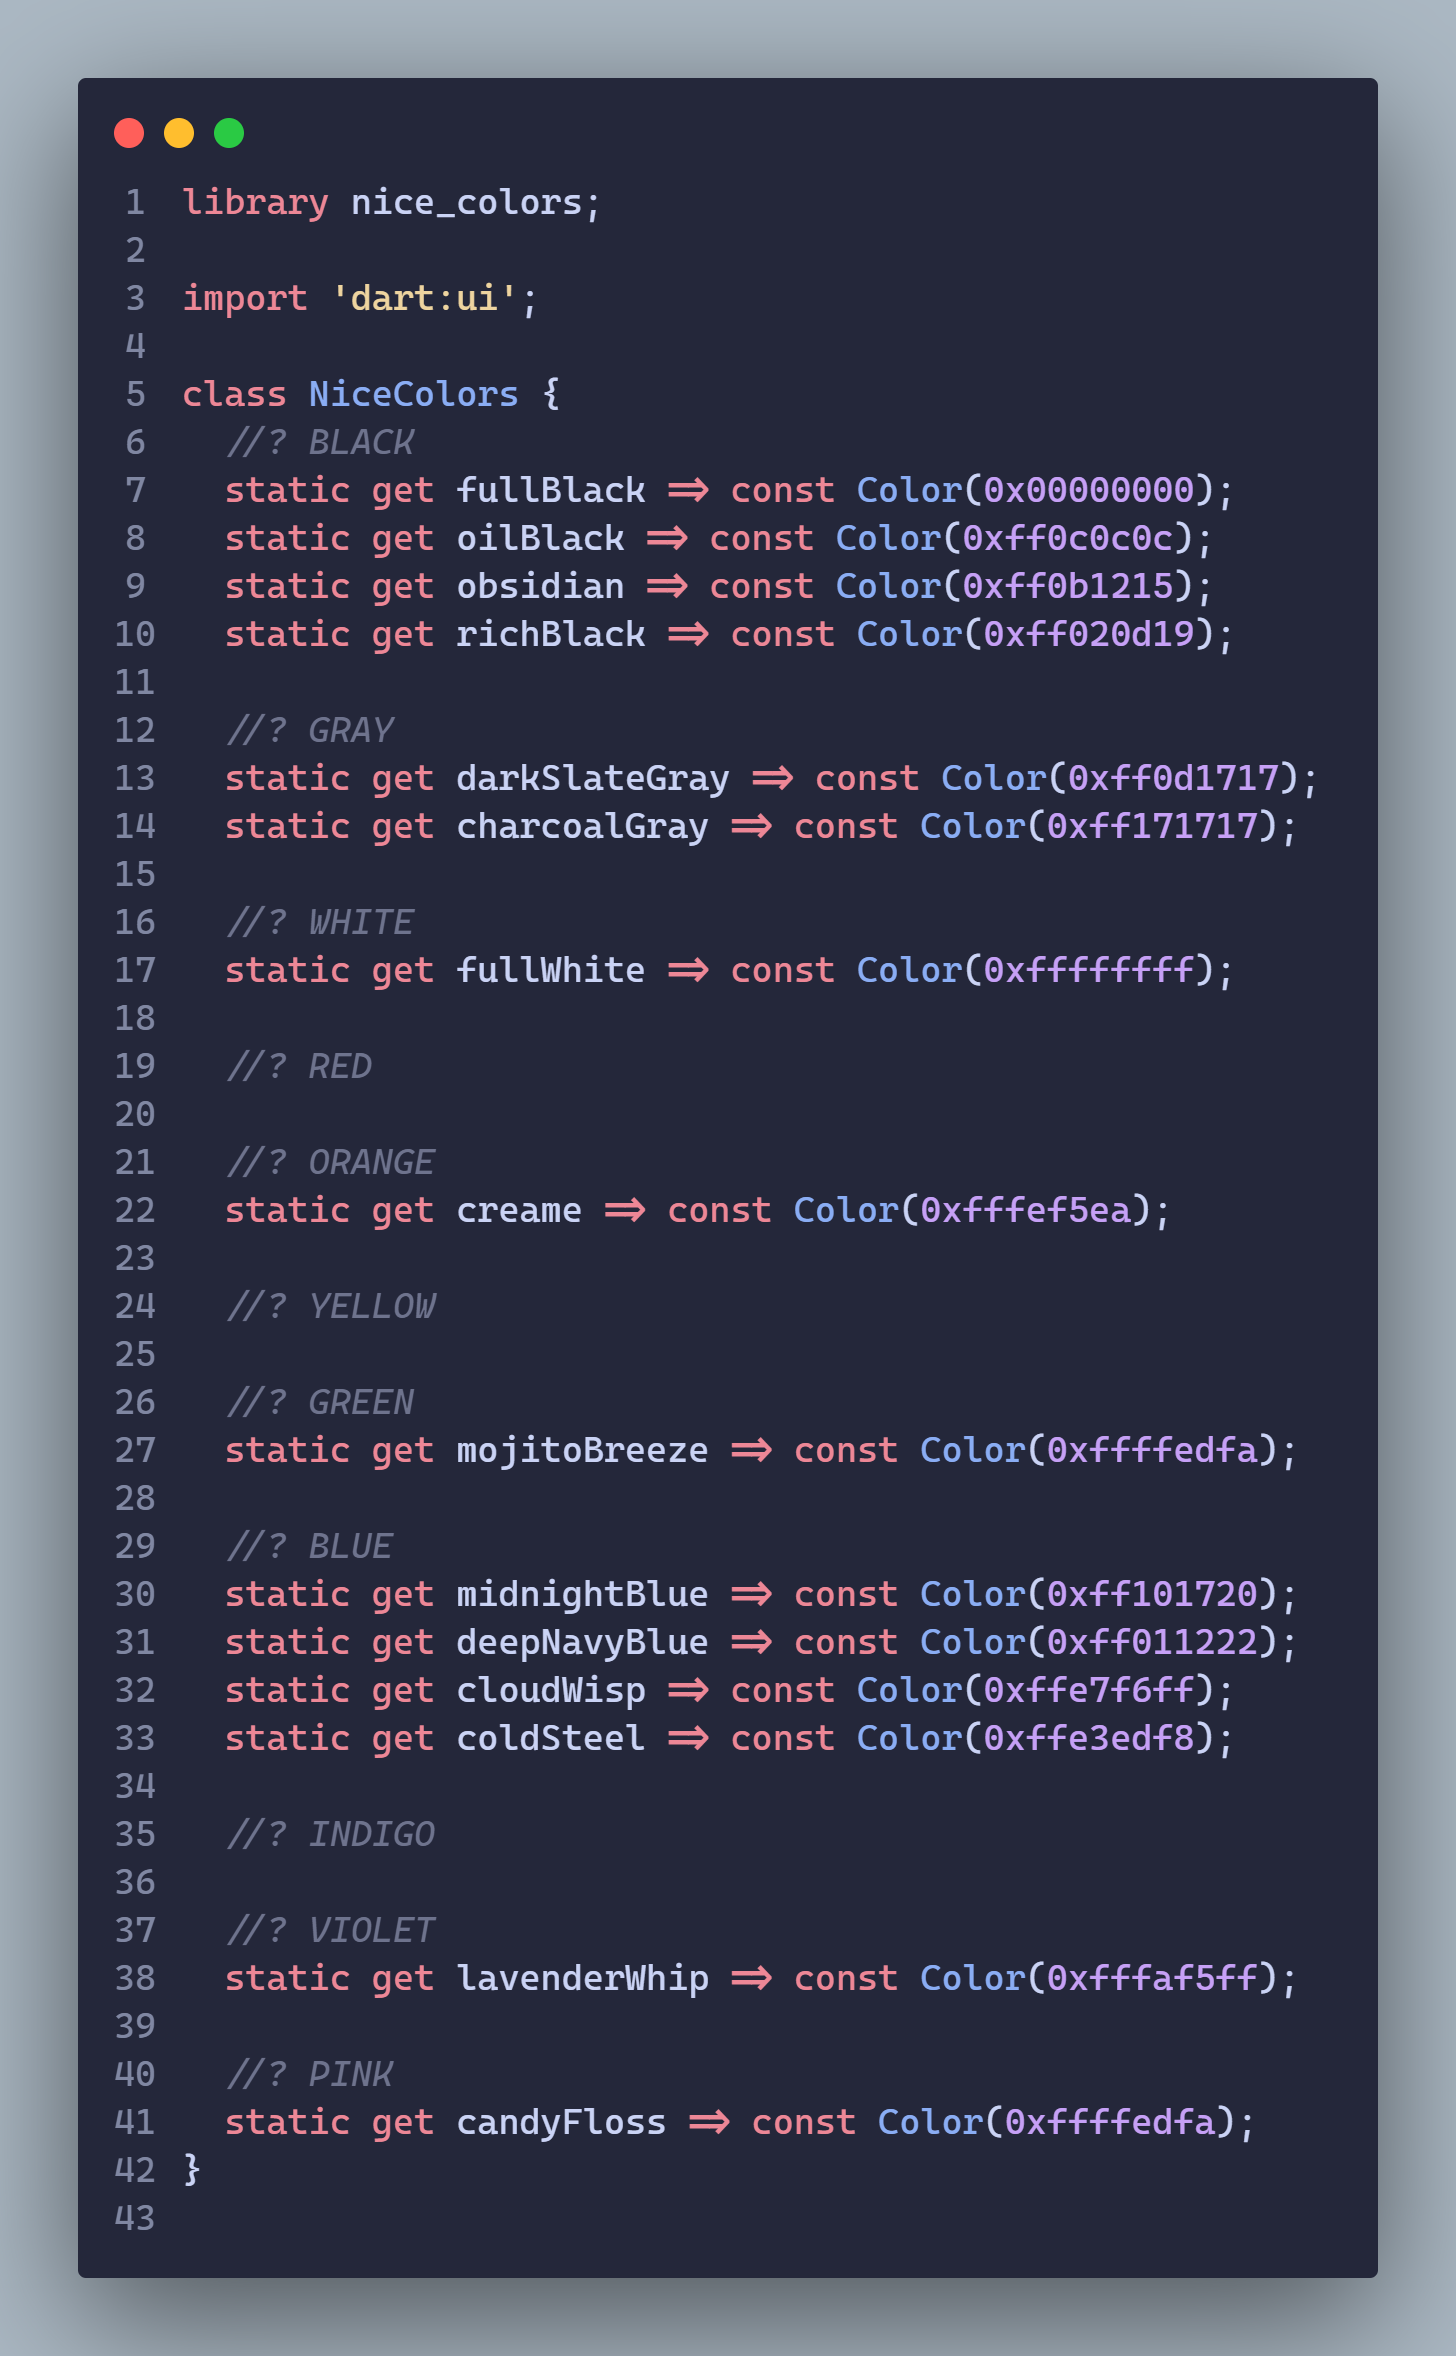 1 library nice_colors;
2
3 import 'dart:ui';
4
5 class NiceColors {
6   //? BLACK
7   static get fullBlack => const Color(0x00000000);
8   static get oilBlack => const Color(0xff0c0c0c);
9   static get obsidian => const Color(0xff0b1215);
10   static get richBlack => const Color(0xff020d19);
11
12   //? GRAY
13   static get darkSlateGray => const Color(0xff0d1717);
14   static get charcoalGray => const Color(0xff171717);
15
16   //? WHITE
17   static get fullWhite => const Color(0xffffffff);
18
19   //? RED
20
21   //? ORANGE
22   static get creame => const Color(0xfffef5ea);
23
24   //? YELLOW
25
26   //? GREEN
27   static get mojitoBreeze => const Color(0xffffedfa);
28
29   //? BLUE
30   static get midnightBlue => const Color(0xff101720);
31   static get deepNavyBlue => const Color(0xff011222);
32   static get cloudWisp => const Color(0xffe7f6ff);
33   static get coldSteel => const Color(0xffe3edf8);
34
35   //? INDIGO
36
37   //? VIOLET
38   static get lavenderWhip => const Color(0xfffaf5ff);
39
40   //? PINK
41   static get candyFloss => const Color(0xffffedfa);
42 }
43